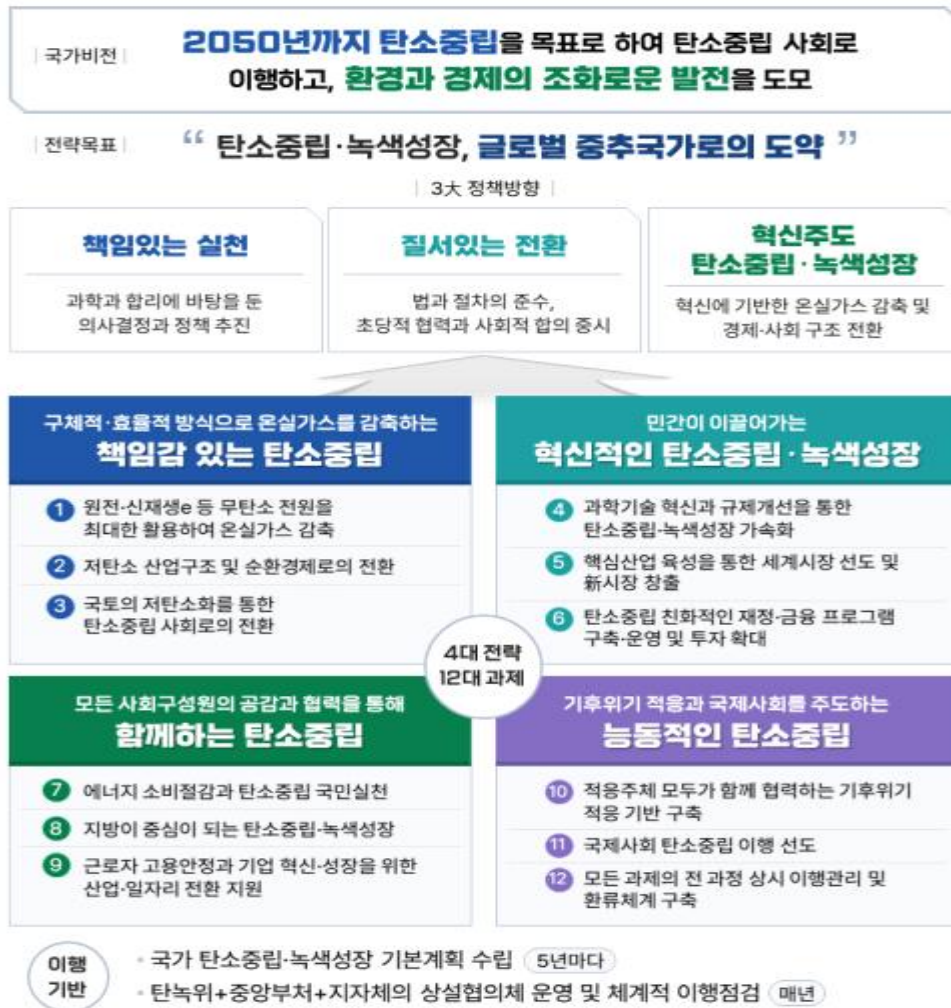 국가비전
2050년까지 탄소중립을 목표로 하여 탄소중립 사회로
이행하고, 환경과 경제의 조화로운 발전을 도모
전략목표
“ 탄소중립·녹색성장, 글로벌 중추국가로의 도약 ”
3大 정책방향
책임있는 실천
과학과 합리에 바탕을 둔
의사결정과 정책 추진
질서있는 전환
법과 절차의 준수,
초당적 협력과 사회적 합의 중시
혁신주도
탄소중립·녹색성장
혁신에 기반한 온실가스 감축 및
경제·사회 구조 전환
구체적·효율적 방식으로 온실가스를 감축하는
책임감 있는 탄소중립
1 원전·신재생e 등 무탄소 전원을
최대한 활용하여 온실가스 감축
2 저탄소 산업구조 및 순환경제로의 전환
3 국토의 저탄소화를 통한
탄소중립 사회로의 전환
민간이 이끌어가는
혁신적인 탄소중립·녹색성장
4 과학기술 혁신과 규제개선을 통한
탄소중립·녹색성장 가속화
5 핵심산업 육성을 통한 세계시장 선도 및
新시장 창출
6 탄소중립 친화적인 재정·금융 프로그램
구축·운영 및 투자 확대
4대 전략
12대 과제
모든 사회구성원의 공감과 협력을 통해
함께하는 탄소중립
7 에너지 소비절감과 탄소중립 국민실천
8 지방이 중심이 되는 탄소중립·녹색성장
9 근로자 고용안정과 기업 혁신·성장을 위한
산업·일자리 전환 지원
기후위기 적응과 국제사회를 주도하는
능동적인 탄소중립
10 적응주체 모두가 함께 협력하는 기후위기
적응 기반 구축
11 국제사회 탄소중립 이행 선도
12 모든 과제의 전 과정 상시 이행관리 및
환류체계 구축
이행
기반
· 국가 탄소중립·녹색성장 기본계획 수립 5년마다
· 탄녹위+중앙부처+지자체의 상설협의체 운영 및 체계적 이행점검 매년